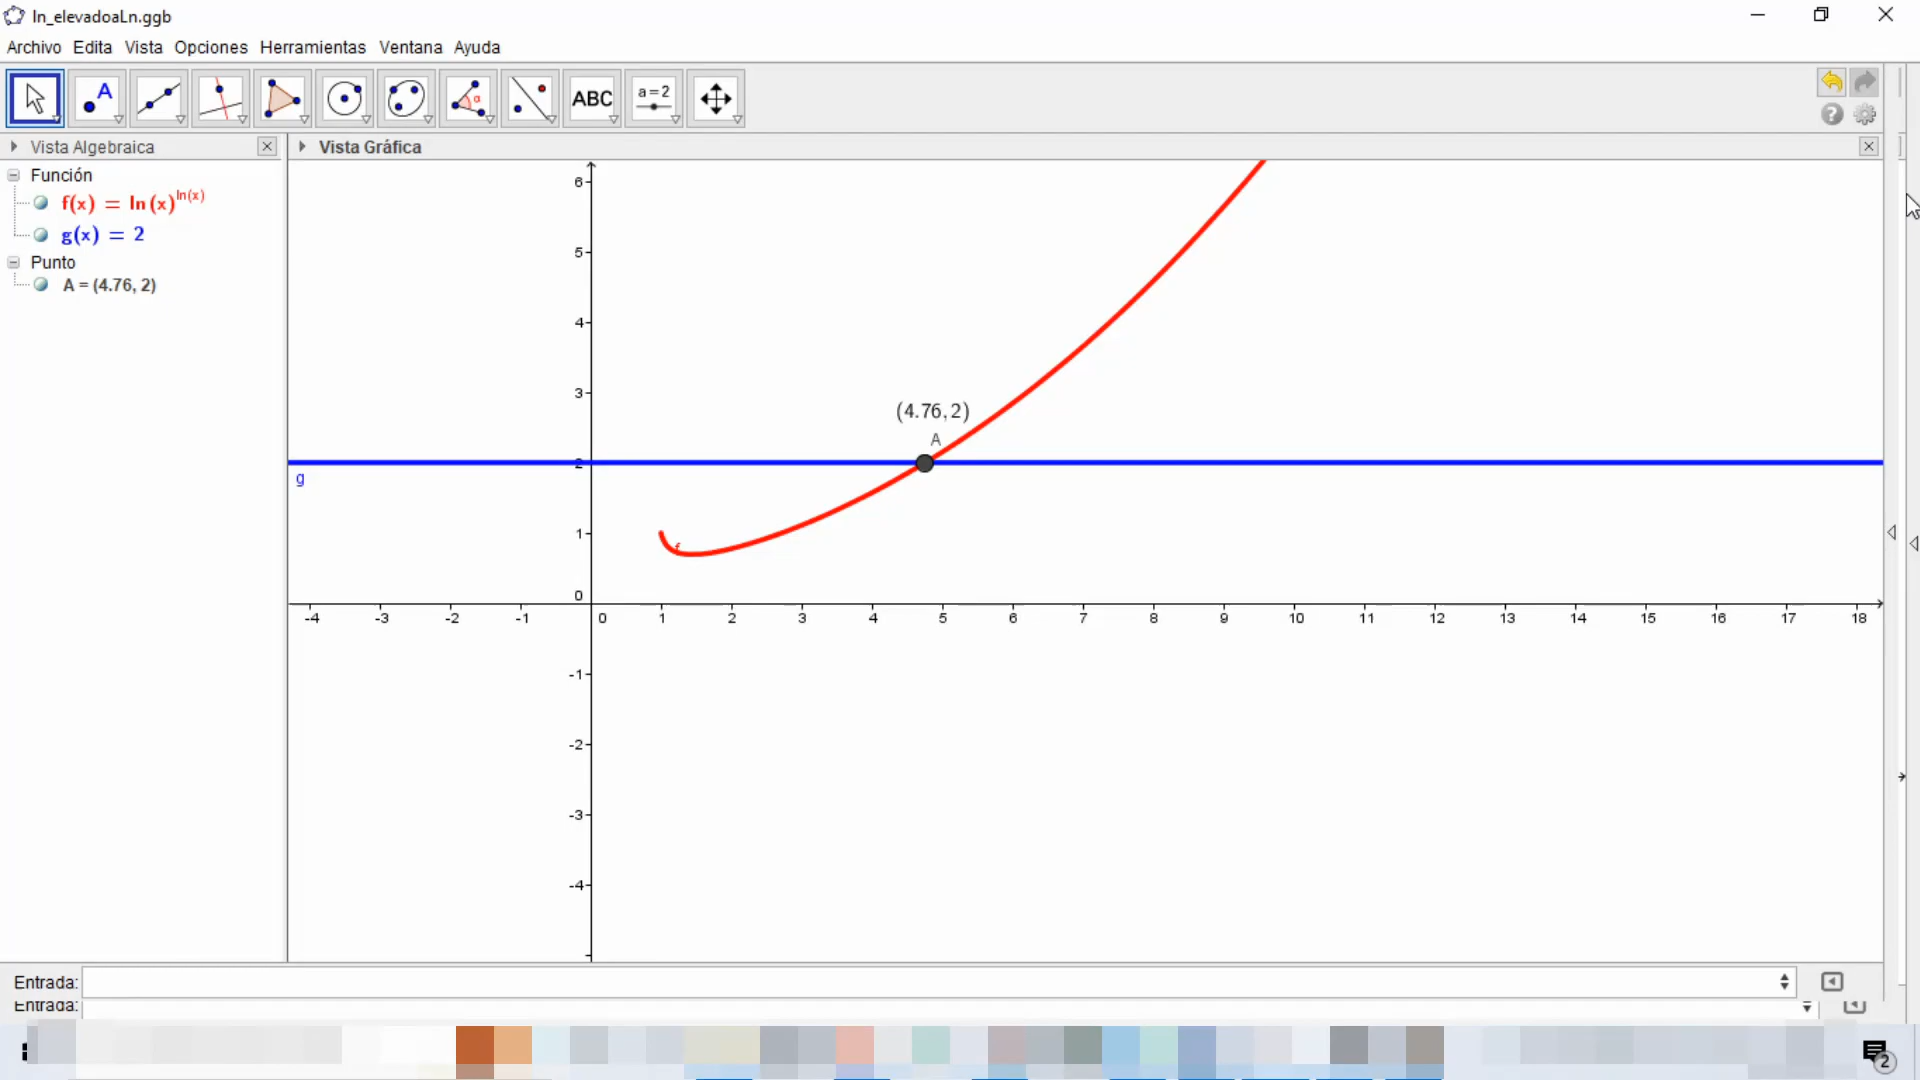 ln_elevadoaLn.ggb
Archivo Edita Vista Opciones Herramientas Ventana Ayuda
A α ABC a=2
?
Vista Algebraica
Vista Gráfica
Función
f(x) = ln(x)^ln(x)
g(x) = 2
Punto
A = (4.76, 2)
6
5
4
3
(4.76, 2)
A
2
g
1
f
0
-4 -3 -2 -1 0 1 2 3 4 5 6 7 8 9 10 11 12 13 14 15 16 17 18
-1
-2
-3
-4
Entrada:
Entrada:
2